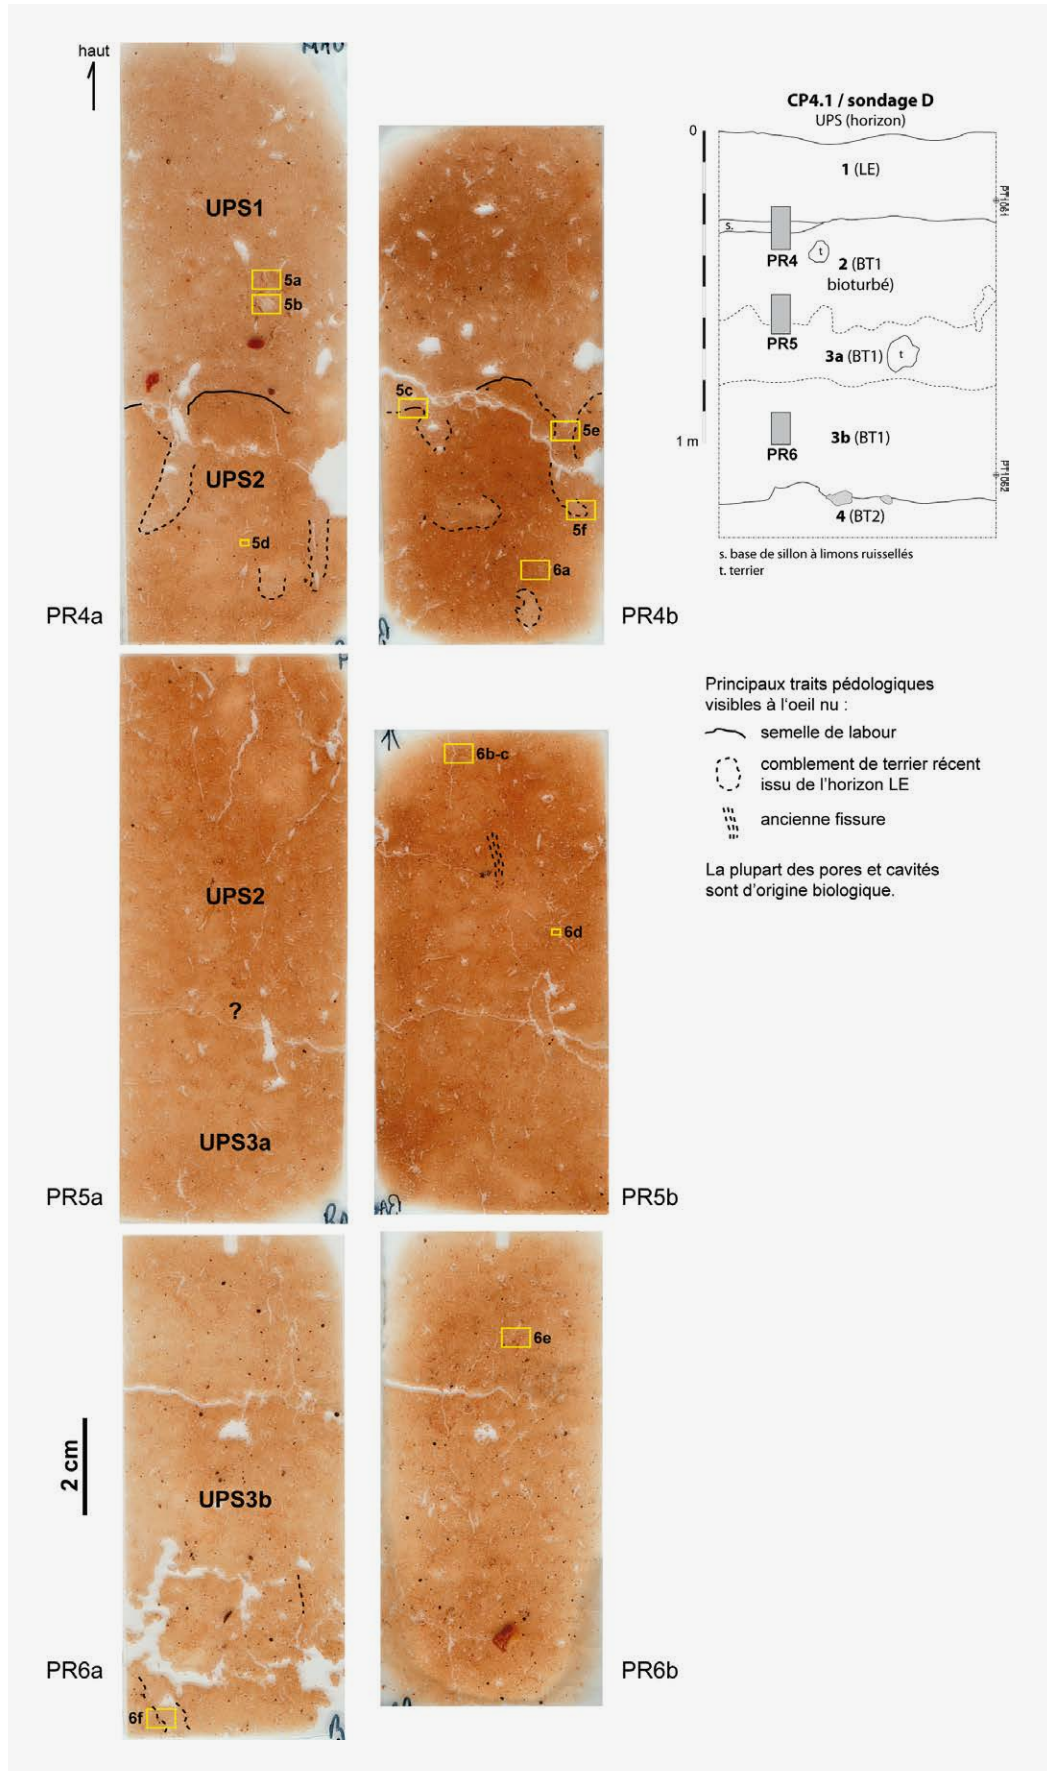 haut
UPS1
5a
5b
UPS2
5d
PR4a
5c
5e
5f
6a
PR4b
CP4.1 / sondage D
UPS (horizon)
0
1 (LE)
s.
PR4
t
2 (BT1
bioturbé)
PR5
3a (BT1)
t
1 m
PR6
3b (BT1)
4 (BT2)
PT1061
PT1062
s. base de sillon à limons ruissellés
t. terrier
Principaux traits pédologiques
visibles à l'oeil nu :
semelle de labour
comblement de terrier récent
issu de l'horizon LE
ancienne fissure
La plupart des pores et cavités
sont d'origine biologique.
UPS2
?
UPS3a
PR5a
6b-c
6d
PR5b
2 cm
UPS3b
PR6a
6f
6e
PR6b